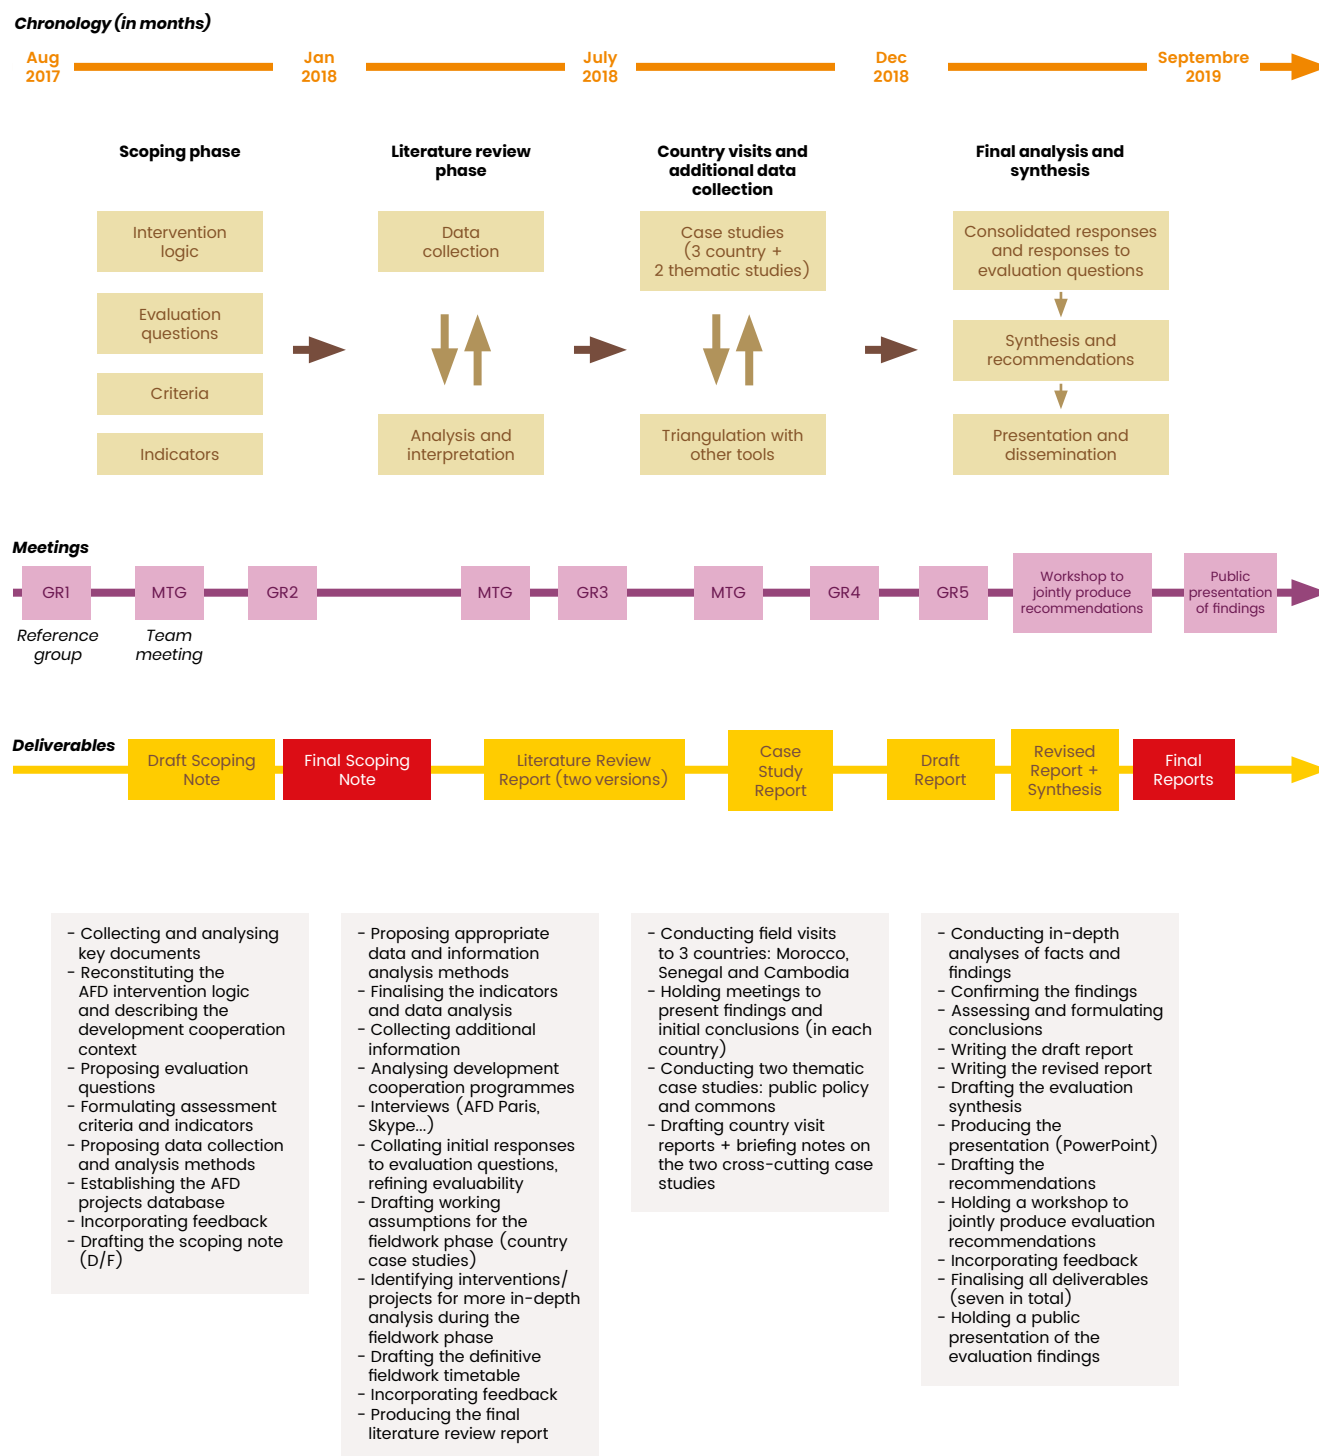 Chronology (in months)
Aug
2017
Jan
2018
July
2018
Dec
2018
Septembre
2019
Scoping phase
Intervention
logic
Evaluation
questions
Criteria
Indicators
Literature review
phase
Data
collection
Analysis and
interpretation
Country visits and
additional data
collection
Case studies
(3 country +
2 thematic studies)
Triangulation with
other tools
Final analysis and
synthesis
Consolidated responses
and responses to
evaluation questions
Synthesis and
recommendations
Presentation and
dissemination
Meetings
GR1
Reference
group
MTG
Team
meeting
GR2
MTG
GR3
MTG
GR4
GR5
Workshop to
jointly produce
recommendations
Public
presentation
of findings
Deliverables
Draft Scoping
Note
Final Scoping
Note
Literature Review
Report (two versions)
Case
Study
Report
Draft
Report
Revised
Report +
Synthesis
Final
Reports
- Collecting and analysing
key documents
- Reconstituting the
AFD intervention logic
and describing the
development cooperation
context
- Proposing evaluation
questions
- Formulating assessment
criteria and indicators
- Proposing data collection
and analysis methods
- Establishing the AFD
projects database
- Incorporating feedback
- Drafting the scoping note
(D/F)
- Proposing appropriate
data and information
analysis methods
- Finalising the indicators
and data analysis
- Collecting additional
information
- Analysing development
cooperation programmes
- Interviews (AFD Paris,
Skype...)
- Collating initial responses
to evaluation questions,
refining evaluability
- Drafting working
assumptions for the
fieldwork phase (country
case studies)
- Identifying interventions/
projects for more in-depth
analysis during the
fieldwork phase
- Drafting the definitive
fieldwork timetable
- Incorporating feedback
- Producing the final
literature review report
- Conducting field visits
to 3 countries: Morocco,
Senegal and Cambodia
- Holding meetings to
present findings and
initial conclusions (in each
country)
- Conducting two thematic
case studies: public policy
and commons
- Drafting country visit
reports + briefing notes on
the two cross-cutting case
studies
- Conducting in-depth
analyses of facts and
findings
- Confirming the findings
- Assessing and formulating
conclusions
- Writing the draft report
- Writing the revised report
- Drafting the evaluation
synthesis
- Producing the
presentation (PowerPoint)
- Drafting the
recommendations
- Holding a workshop to
jointly produce evaluation
recommendations
- Incorporating feedback
- Finalising all deliverables
(seven in total)
- Holding a public
presentation of the
evaluation findings